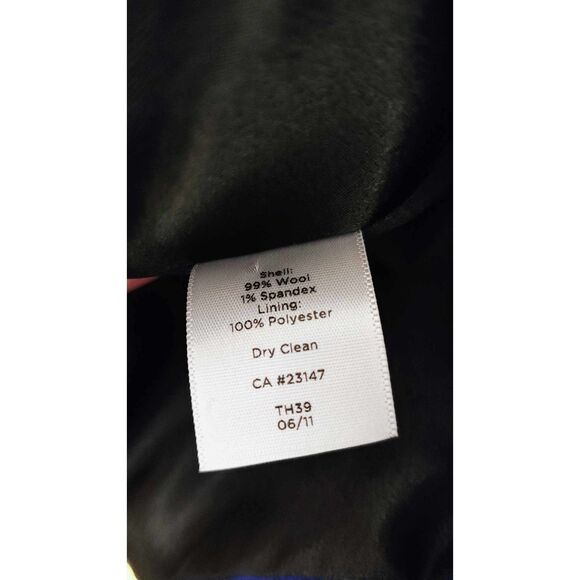 Shell:
99% Wool
1% Spandex
Lining:
100% Polyester
Dry Clean
CA #23147
TH39
06/11